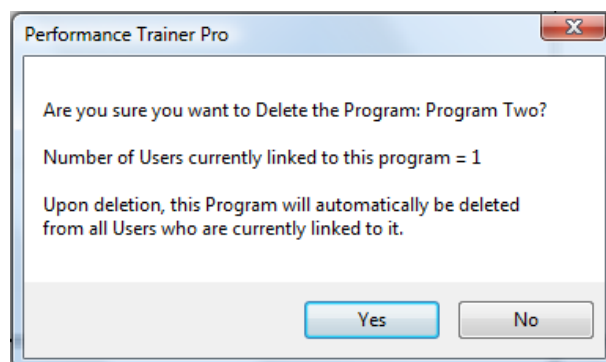 Performance Trainer Pro
Are you sure you want to Delete the Program: Program Two?
Number of Users currently linked to this program = 1
Upon deletion, this Program will automatically be deleted
from all Users who are currently linked to it.
Yes
No